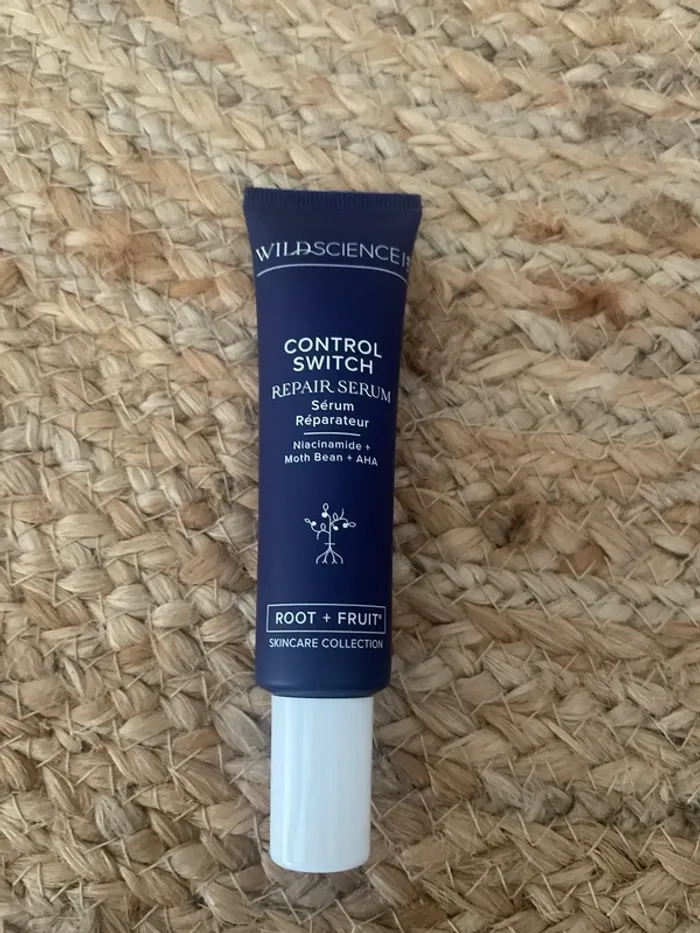 WILDSCIENCE
CONTROL
SWITCH
REPAIR SERUM
Sérum
Réparateur
Niacinamide +
Moth Bean + AHA
ROOT + FRUIT®
SKINCARE COLLECTION